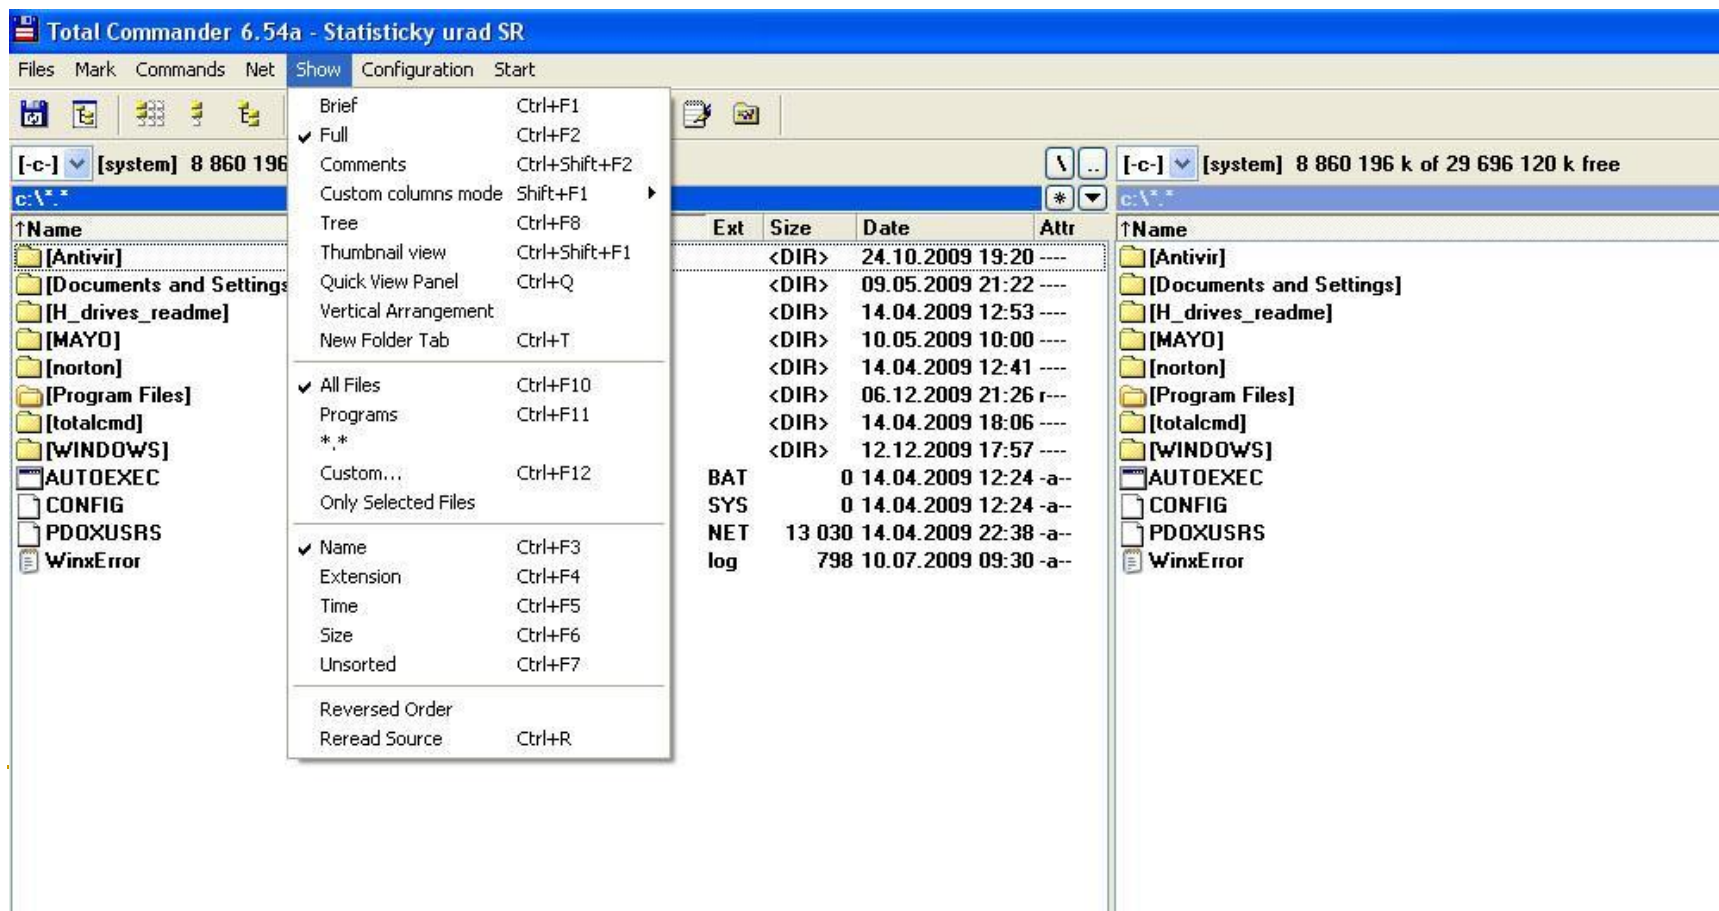 Total Commander 6.54a - Statisticky urad SR
Files Mark Commands Net Show Configuration Start
[-c-] [system] 8 860 196
\ ..
[-c-] [system] 8 860 196 k of 29 696 120 k free
c:\*.*
* 
c:\*.*
↑Name Ext Size Date Attr
[Antivir] <DIR> 24.10.2009 19:20 ----
[Documents and Settings <DIR> 09.05.2009 21:22 ----
[H_drives_readme] <DIR> 14.04.2009 12:53 ----
[MAYO] <DIR> 10.05.2009 10:00 ----
[norton] <DIR> 14.04.2009 12:41 ----
[Program Files] <DIR> 06.12.2009 21:26 r---
[totalcmd] <DIR> 14.04.2009 18:06 ----
[WINDOWS] <DIR> 12.12.2009 17:57 ----
AUTOEXEC BAT 0 14.04.2009 12:24 -a--
CONFIG SYS 0 14.04.2009 12:24 -a--
PDOXUSRS NET 13 030 14.04.2009 22:38 -a--
WinxError log 798 10.07.2009 09:30 -a--
Brief Ctrl+F1
Full Ctrl+F2
Comments Ctrl+Shift+F2
Custom columns mode Shift+F1
Tree Ctrl+F8
Thumbnail view Ctrl+Shift+F1
Quick View Panel Ctrl+Q
Vertical Arrangement
New Folder Tab Ctrl+T
All Files Ctrl+F10
Programs Ctrl+F11
*.*
Custom... Ctrl+F12
Only Selected Files
Name Ctrl+F3
Extension Ctrl+F4
Time Ctrl+F5
Size Ctrl+F6
Unsorted Ctrl+F7
Reversed Order
Reread Source Ctrl+R
↑Name
[Antivir]
[Documents and Settings]
[H_drives_readme]
[MAYO]
[norton]
[Program Files]
[totalcmd]
[WINDOWS]
AUTOEXEC
CONFIG
PDOXUSRS
WinxError